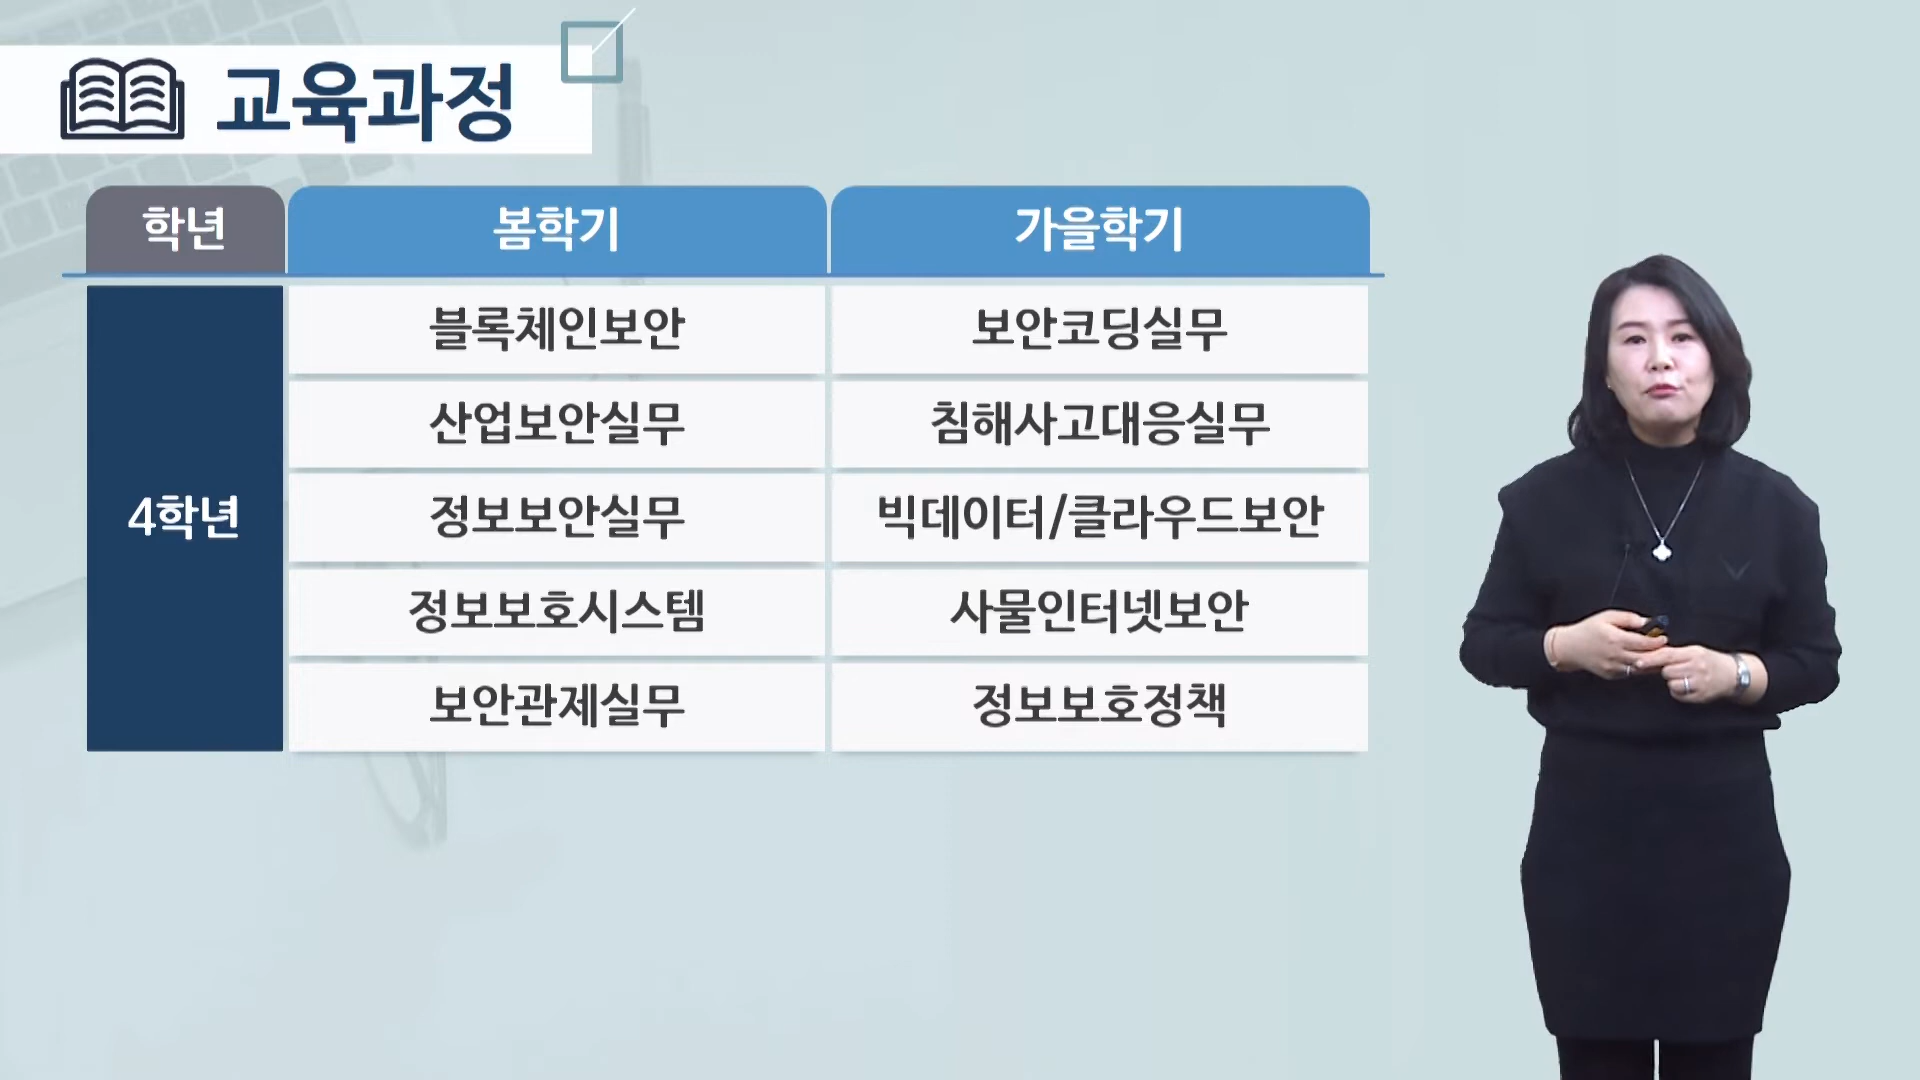 교육과정
학년 봄학기 가을학기
4학년
블록체인보안 보안코딩실무
산업보안실무 침해사고대응실무
정보보안실무 빅데이터/클라우드보안
정보보호시스템 사물인터넷보안
보안관제실무 정보보호정책